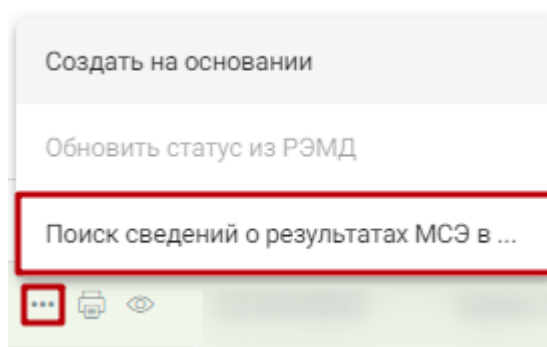 Создать на основании
Обновить статус из РЭМД
Поиск сведений о результатах МСЭ в ...